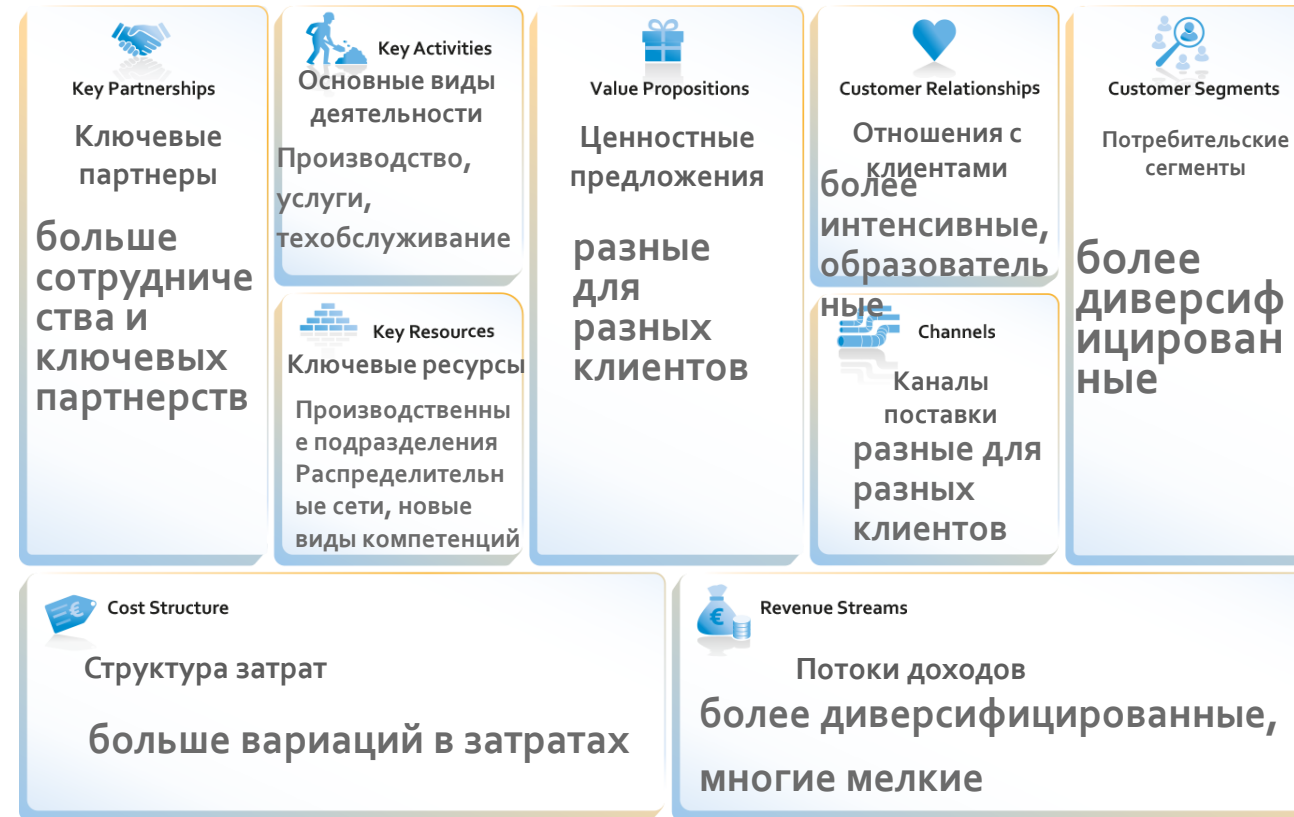 Key Partnerships
Ключевые
партнеры
больше
сотрудниче
ства и
ключевых
партнерств
Key Activities
Основные виды
деятельности
Производство,
услуги,
техобслуживание
Key Resources
Ключевые ресурсы
Производственны
е подразделения
Распределительн
ые сети, новые
виды компетенций
Value Propositions
Ценностные
предложения
разные
для
разных
клиентов
Customer Relationships
Отношения с
клиентами
более
интенсивные,
образователь
ные
Channels
Каналы
поставки
разные для
разных
клиентов
Customer Segments
Потребительские
сегменты
более
диверсиф
ицирован
ные
Cost Structure
Структура затрат
больше вариаций в затратах
Revenue Streams
Потоки доходов
более диверсифицированные,
многие мелкие